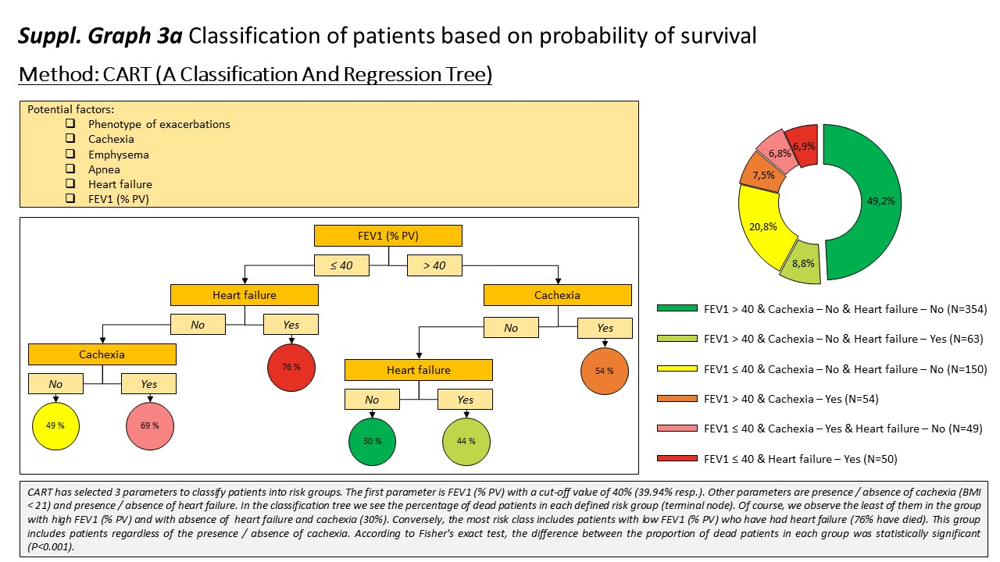 Suppl. Graph 3a Classification of patients based on probability of survival
Method: CART (A Classification And Regression Tree)
Potential factors:
❑ Phenotype of exacerbations
❑ Cachexia
❑ Emphysema
❑ Apnea
❑ Heart failure
❑ FEV1 (% PV)
FEV1 (% PV)
≤ 40
> 40
Heart failure
Cachexia
No
Yes
No
Yes
Cachexia
76 %
Heart failure
54 %
No
Yes
No
Yes
49 %
69 %
30 %
44 %
6,9%
6,8%
7,5%
49,2%
20,8%
8,8%
FEV1 > 40 & Cachexia – No & Heart failure – No (N=354)
FEV1 > 40 & Cachexia – No & Heart failure – Yes (N=63)
FEV1 ≤ 40 & Cachexia – No & Heart failure – No (N=150)
FEV1 > 40 & Cachexia – Yes (N=54)
FEV1 ≤ 40 & Cachexia – Yes & Heart failure – No (N=49)
FEV1 ≤ 40 & Heart failure – Yes (N=50)
CART has selected 3 parameters to classify patients into risk groups. The first parameter is FEV1 (% PV) with a cut-off value of 40% (39.94% resp.). Other parameters are presence / absence of cachexia (BMI
< 21) and presence / absence of heart failure. In the classification tree we see the percentage of dead patients in each defined risk group (terminal node). Of course, we observe the least of them in the group
with high FEV1 (% PV) and with absence of heart failure and cachexia (30%). Conversely, the most risk class includes patients with low FEV1 (% PV) who have had heart failure (76% have died). This group
includes patients regardless of the presence / absence of cachexia. According to Fisher's exact test, the difference between the proportion of dead patients in each group was statistically significant
(P<0.001).